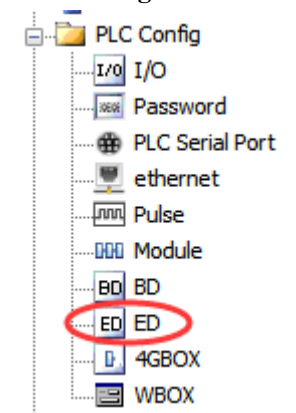 PLC Config
I/O I/O
Password
PLC Serial Port
ethernet
Pulse
Module
BD BD
ED ED
4GBOX
WBOX